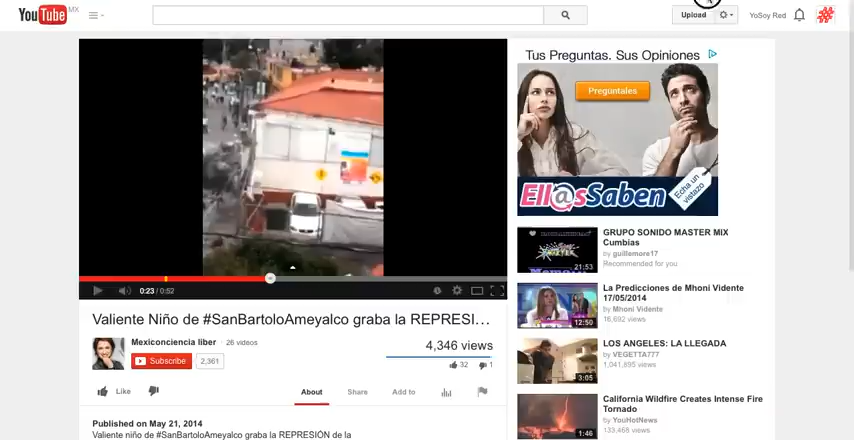 YouTube MX
Upload
YoSoy Red
Tus Preguntas. Sus Opiniones
Pregúntales
Ell@sSaben
Echa un
vistazo
0:23 / 0:52
Valiente Niño de #SanBartoloAmeyalco graba la REPRESI...
Mexiconciencia liber · 26 videos
Subscribe 2,361
4,346 views
32 1
Like
About Share Add to
Published on May 21, 2014
Valiente niño de #SanBartoloAmeyalco graba la REPRESIÓN de la
21:53
GRUPO SONIDO MASTER MIX
Cumbias
by guillemore17
Recommended for you
12:50
La Predicciones de Mhoni Vidente
17/05/2014
by Mhoni Vidente
3:05
LOS ANGELES: LA LLEGADA
by VEGETTA777
1,041,895 views
1:46
California Wildfire Creates Intense Fire
Tornado
by YouHotNews
133,468 views